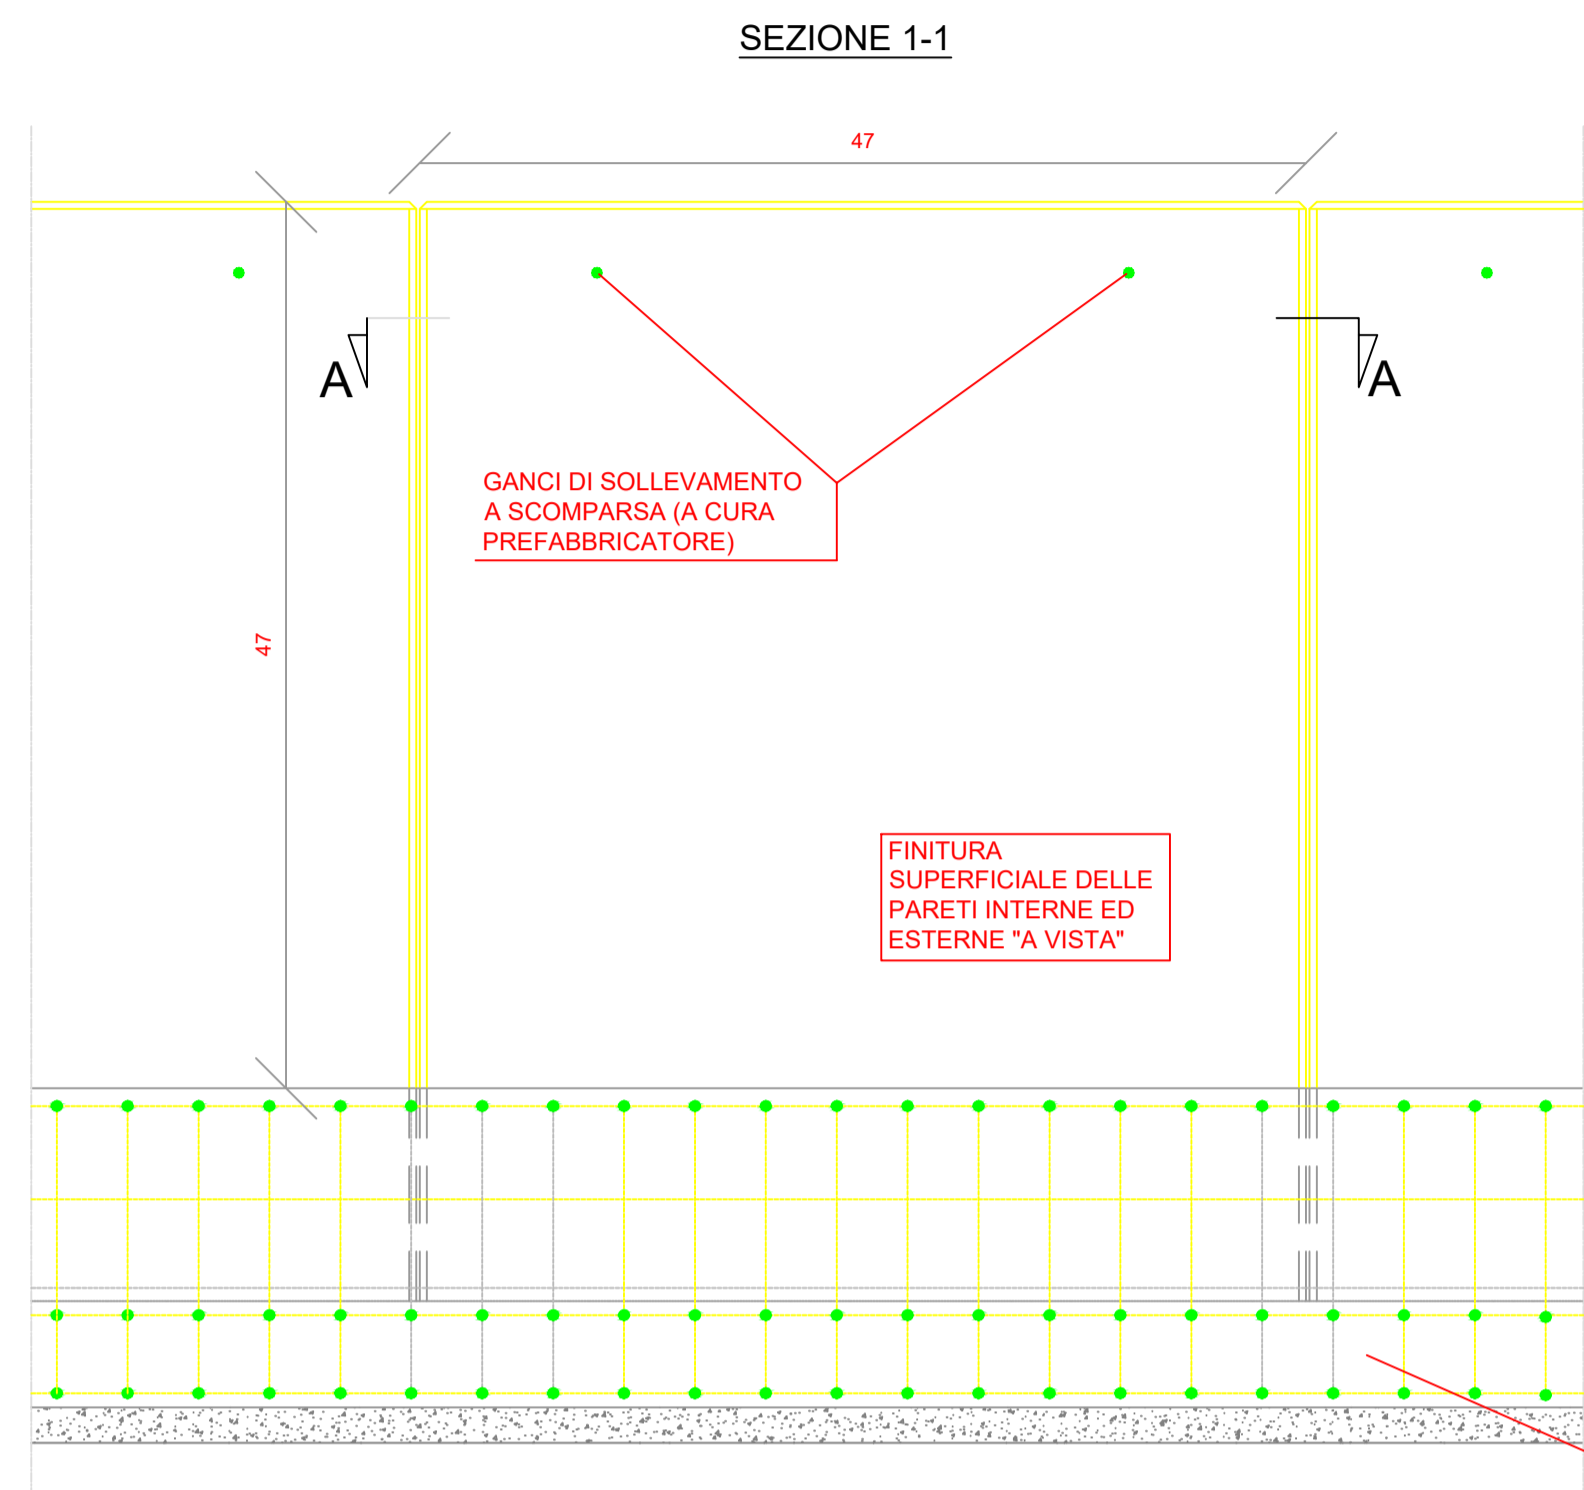 SEZIONE 1-1
47
A
A
GANCI DI SOLLEVAMENTO
A SCOMPARSA (A CURA
PREFABBRICATORE)
47
FINITURA
SUPERFICIALE DELLE
PARETI INTERNE ED
ESTERNE "A VISTA"